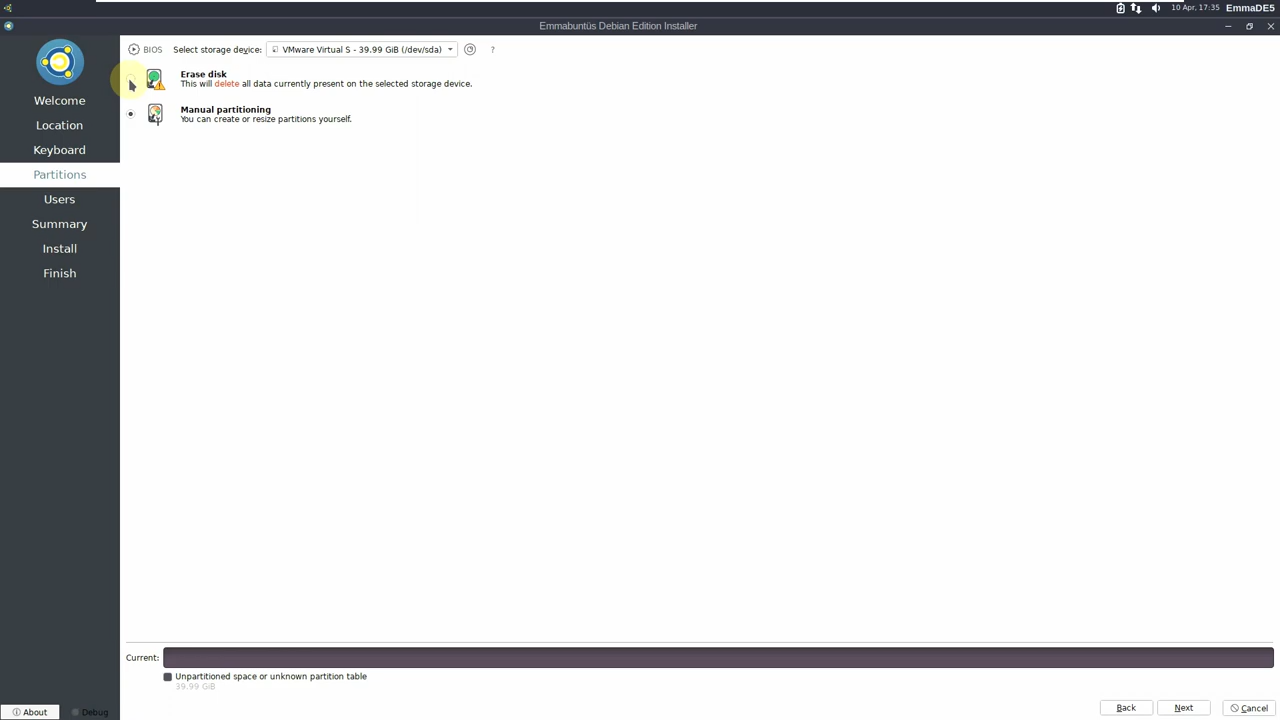 10 Apr, 17:35 EmmaDE5
Emmabuntüs Debian Edition Installer
BIOS Select storage device: VMware Virtual S - 39.99 GiB (/dev/sda) ?
Erase disk
This will delete all data currently present on the selected storage device.
Manual partitioning
You can create or resize partitions yourself.
Welcome
Location
Keyboard
Partitions
Users
Summary
Install
Finish
Current:
Unpartitioned space or unknown partition table
39.99 GiB
About Debug
Back Next Cancel